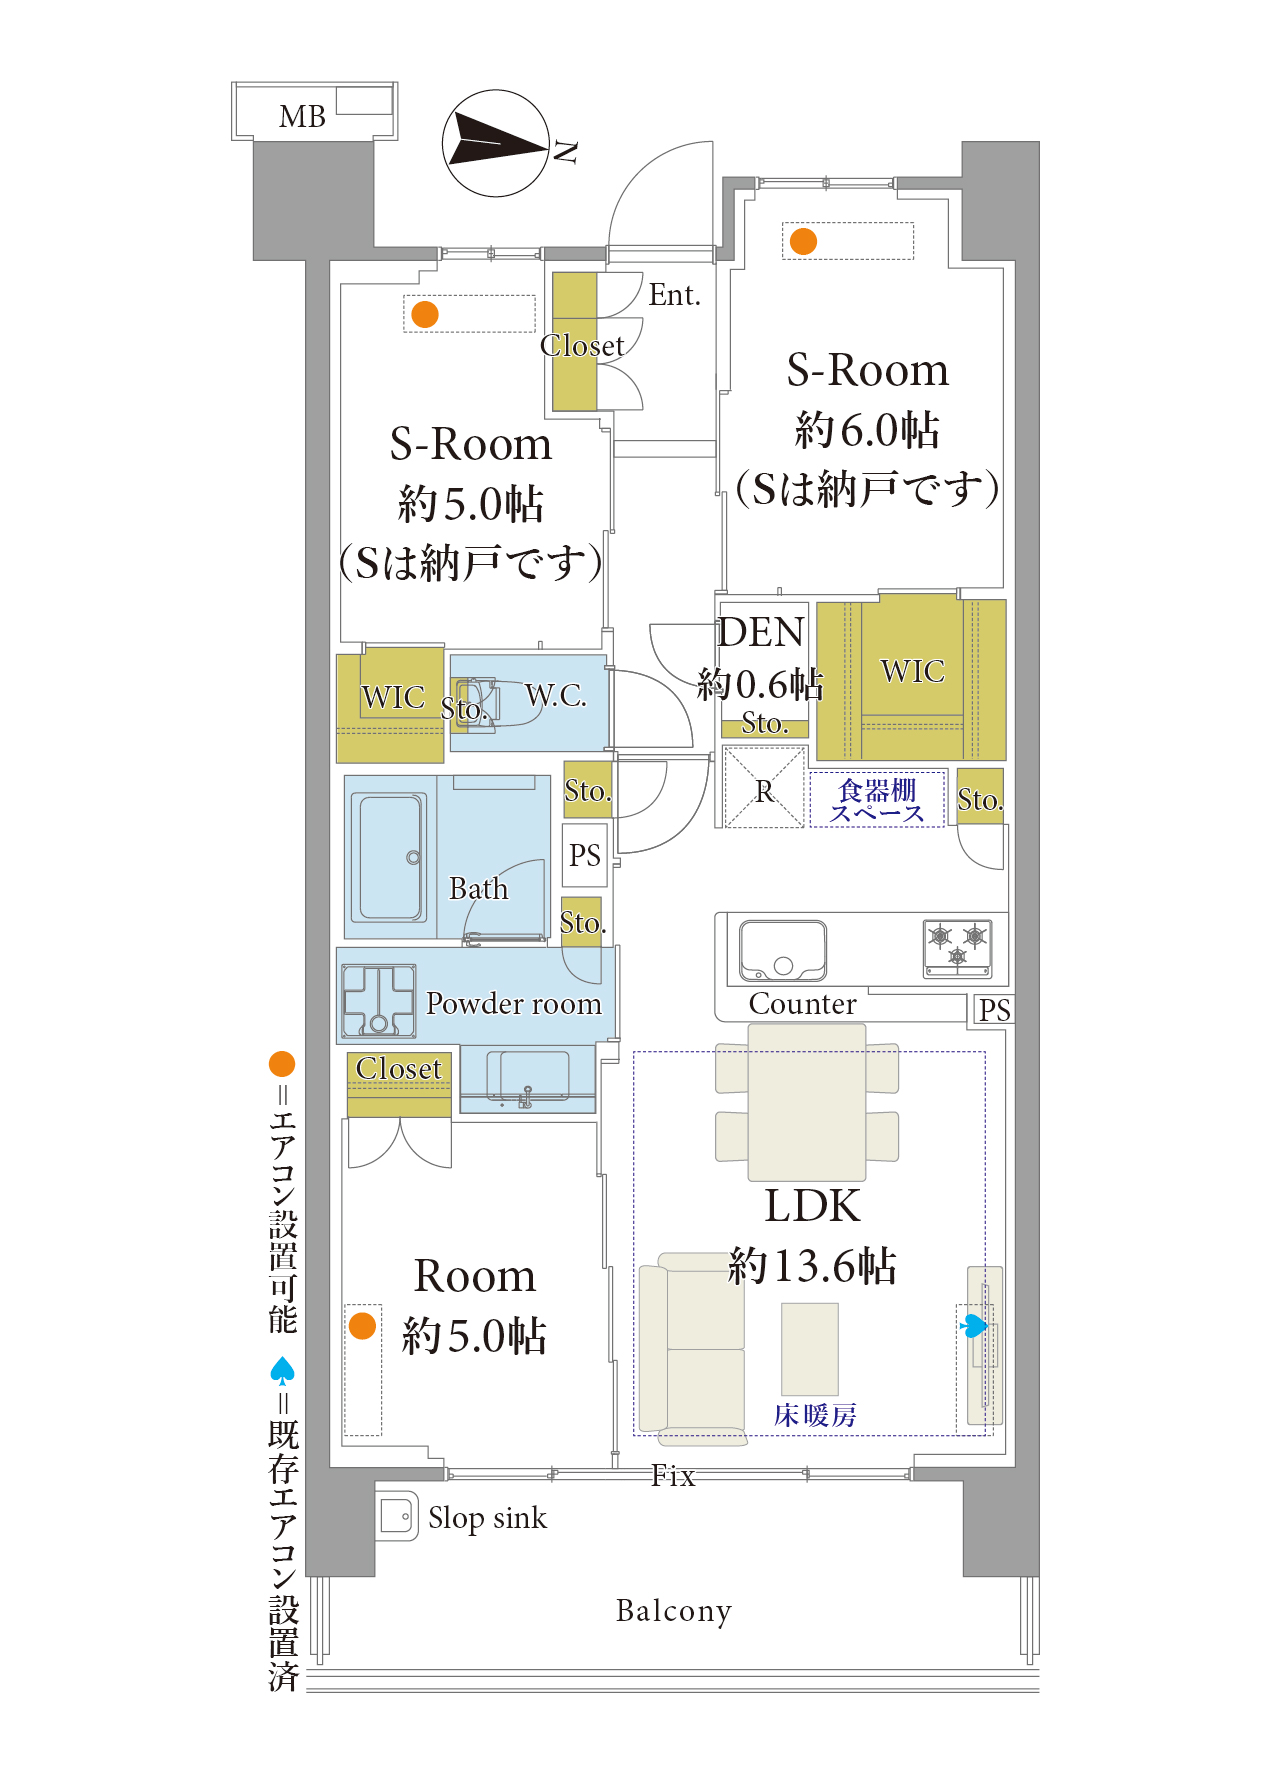 MB
N
Ent.
Closet
S-Room
約5.0帖
（Sは納戸です）
S-Room
約6.0帖
（Sは納戸です）
DEN
約0.6帖
Sto.
WIC
WIC
Sto.
W.C.
Sto.
R
食器棚
スペース
Sto.
PS
Bath
Sto.
Powder room
Counter
PS
Closet
LDK
約13.6帖
Room
約5.0帖
床暖房
Fix
Slop sink
Balcony
＝エアコン設置可能
＝既存エアコン設置済